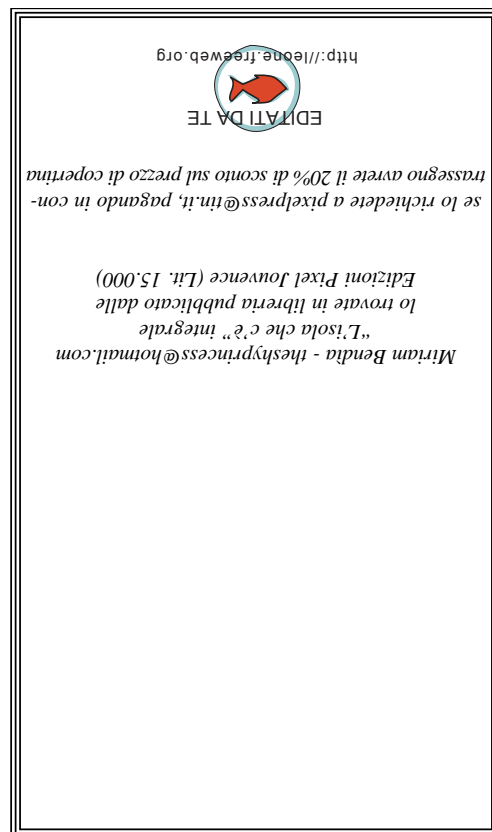 Miriam Bendìa - theshyprincess@hotmail.com
“L’isola che c’è” integrale
lo trovate in libreria pubblicato dalle
Edizioni Pixel Jouvence (Lit. 15.000)
se lo richiedete a pixelpress@tin.it, pagando in con-
trassegno avrete il 20% di sconto sul prezzo di copertina
EDITATI DA TE
http://leone.freeweb.org